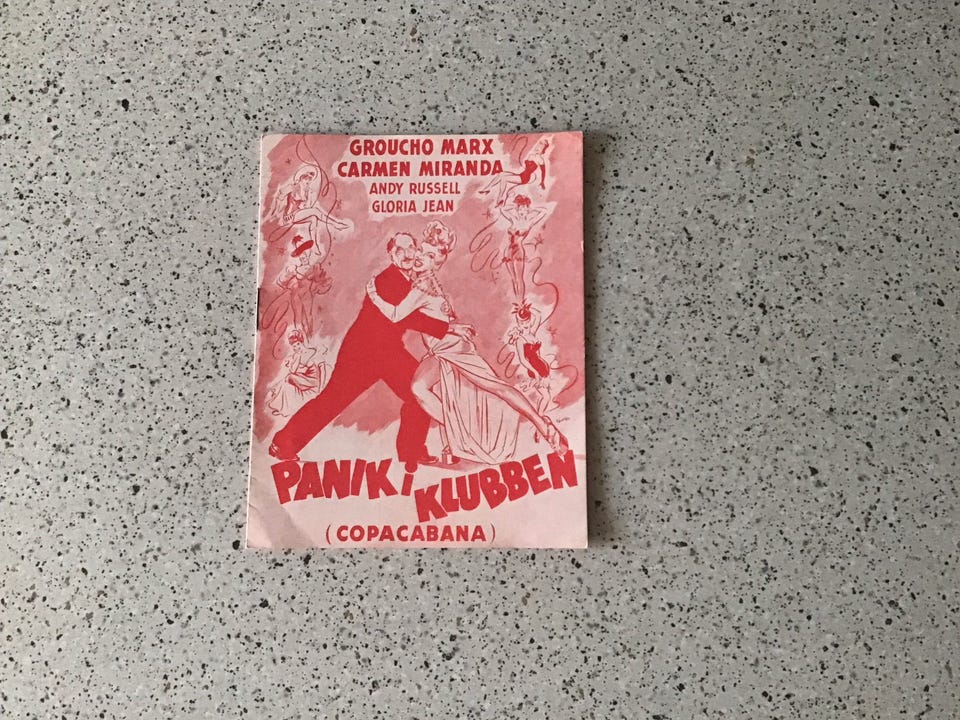 GROUCHO MARX
CARMEN MIRANDA
ANDY RUSSELL
GLORIA JEAN
PANIK i
KLUBBEN
(COPACABANA)